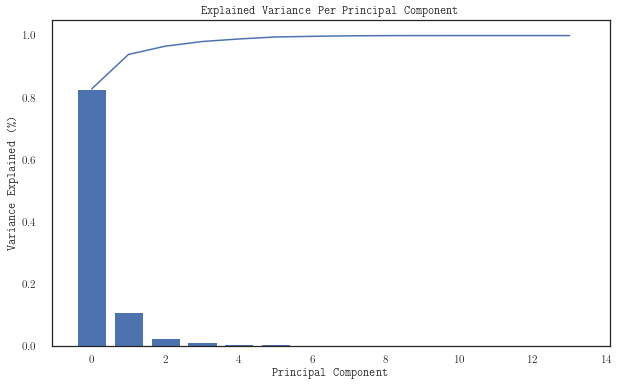 Explained Variance Per Principal Component
Variance Explained (%)
1.0
0.8
0.6
0.4
0.2
0.0
0 2 4 6 8 10 12 14
Principal Component